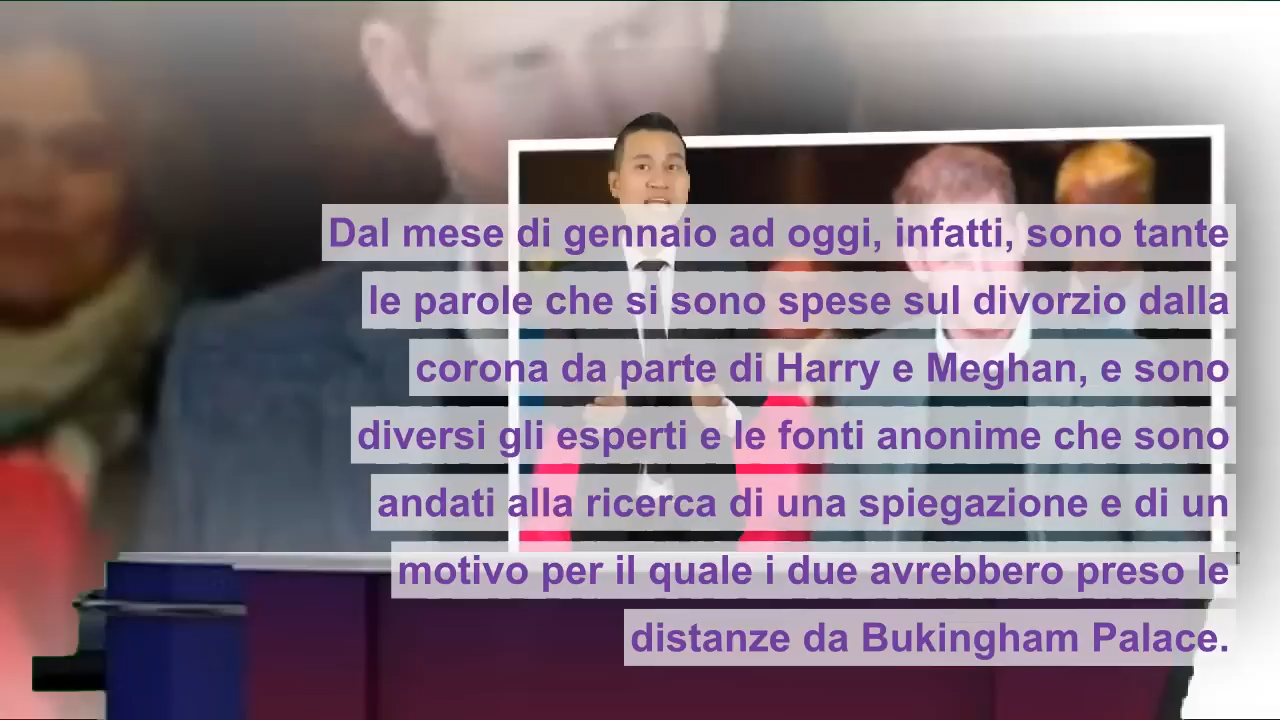 Dal mese di gennaio ad oggi, infatti, sono tante
le parole che si sono spese sul divorzio dalla
corona da parte di Harry e Meghan, e sono
diversi gli esperti e le fonti anonime che sono
andati alla ricerca di una spiegazione e di un
motivo per il quale i due avrebbero preso le
distanze da Bukingham Palace.